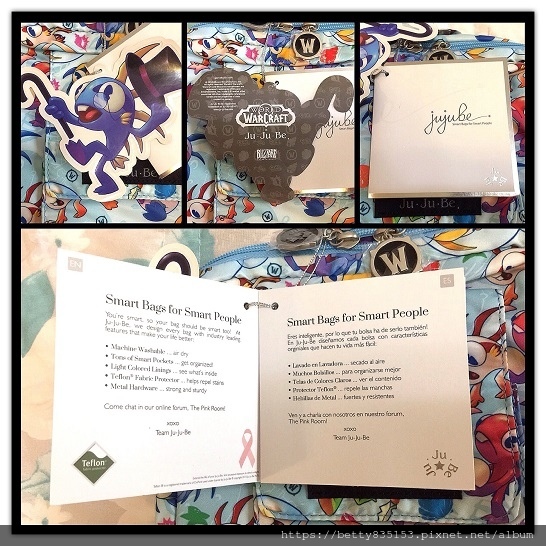 W
WORLD
WARCRAFT
Ju-Ju-Be
BLIZZARD
jujube
W
jujube
Smart Bags for Smart People
EN
Smart Bags for Smart People
You're smart, so your bag should be smart too! At
Ju-Ju-Be, we design every bag with industry leading
features that make your life better:
• Machine Washable ... air dry
• Tons of Smart Pockets ... get organized!
• Light Colored Linings ... see what's inside
• Teflon® Fabric Protector ... helps repel stains
• Metal Hardware ... strong and sturdy
Come chat in our online forum, The Pink Room!
xoxo
Team Ju-Ju-Be
Teflon
ES
Smart Bags for Smart People
Eres inteligente, por lo que tu bolsa ha de serlo también!
En Ju-Ju-Be diseñamos cada bolsa con características
originales que hacen tu vida más fácil:
• Lavado en Lavadora ... secado al aire
• Muchos Bolsillos ... para organizarse mejor
• Telas de Colores Claros ... ver el contenido
• Protector Teflon® ... repele las manchas
• Hebillas de Metal ... fuertes y resistentes
Ven y a charla con nosotros en nuestro forum,
The Pink Room!
xoxo
Team Ju-Ju-Be
Ju
Ju Be
https://betty835153.pixnet.net/album